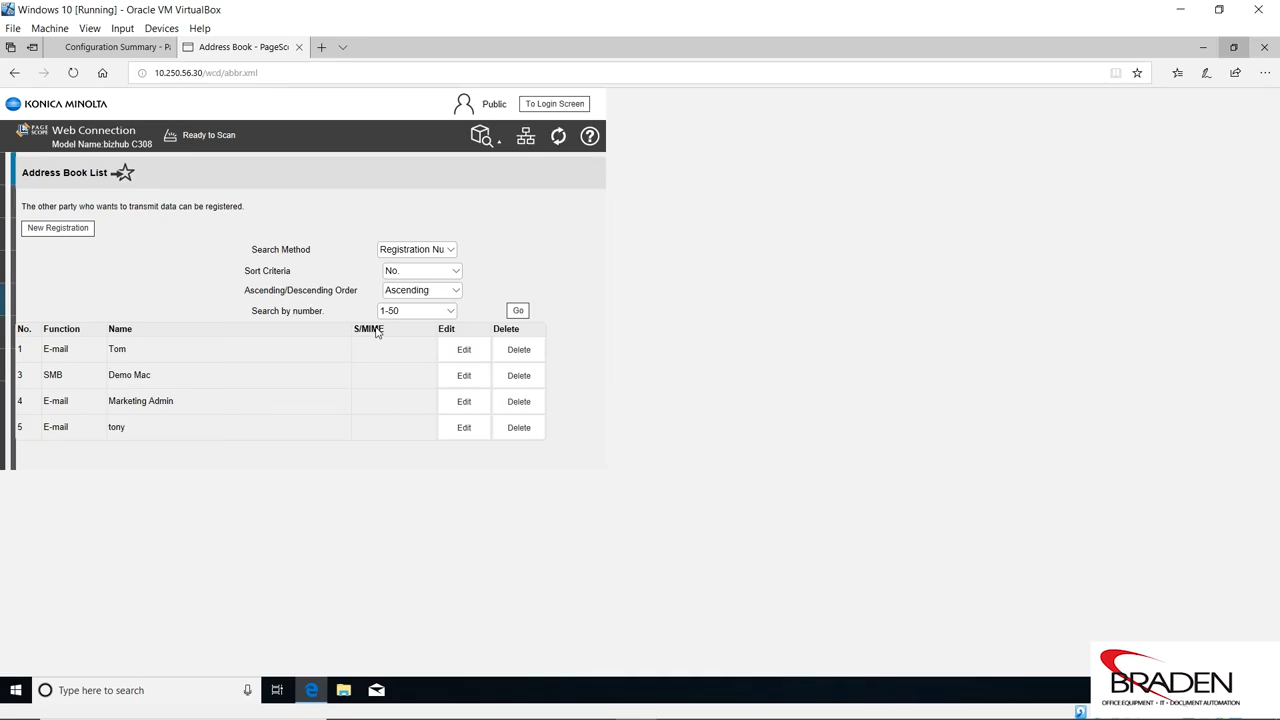 Windows 10 [Running] - Oracle VM VirtualBox
File Machine View Input Devices Help
Configuration Summary - P
Address Book - PageSc
10.250.56.30/wcd/abbr.xml
KONICA MINOLTA
Public
To Login Screen
PAGE SCOPE
Web Connection
Model Name:bizhub C308
Ready to Scan
Address Book List
The other party who wants to transmit data can be registered.
New Registration
Search Method Registration Nu
Sort Criteria No.
Ascending/Descending Order Ascending
Search by number. 1-50 Go
No. Function Name S/MIME Edit Delete
1 E-mail Tom Edit Delete
3 SMB Demo Mac Edit Delete
4 E-mail Marketing Admin Edit Delete
5 E-mail tony Edit Delete
Type here to search
BRADEN
OFFICE EQUIPMENT • IT • DOCUMENT AUTOMATION